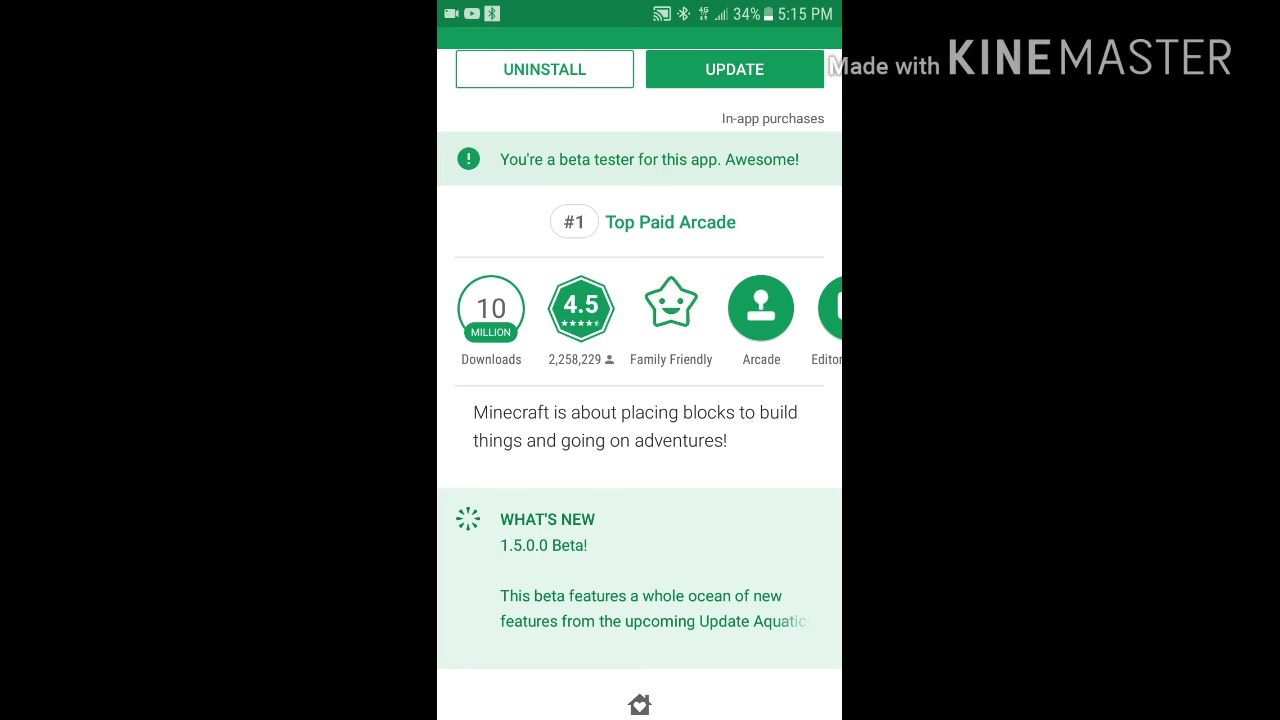 34% 5:15 PM
Made with KINEMASTER
UNINSTALL UPDATE
In-app purchases
! You're a beta tester for this app. Awesome!
#1 Top Paid Arcade
10 MILLION 4.5
Downloads 2,258,229 Family Friendly Arcade Editor
Minecraft is about placing blocks to build
things and going on adventures!
WHAT'S NEW
1.5.0.0 Beta!
This beta features a whole ocean of new
features from the upcoming Update Aquatic